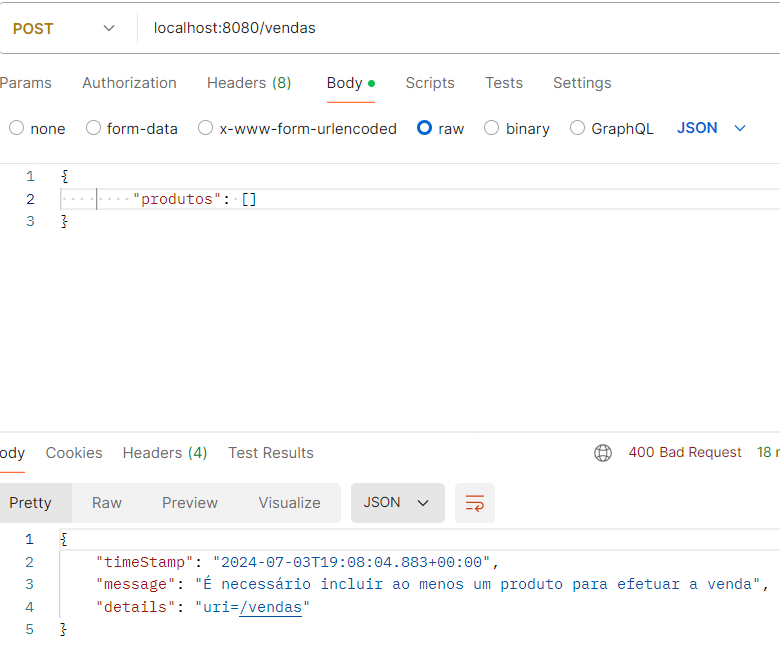 POST localhost:8080/vendas
Params Authorization Headers (8) Body Scripts Tests Settings
none form-data x-www-form-urlencoded raw binary GraphQL JSON
1 {
2 "produtos": []
3 }
ody Cookies Headers (4) Test Results 400 Bad Request 18
Pretty Raw Preview Visualize JSON
1 {
2 "timeStamp": "2024-07-03T19:08:04.883+00:00",
3 "message": "É necessário incluir ao menos um produto para efetuar a venda",
4 "details": "uri=/vendas"
5 }